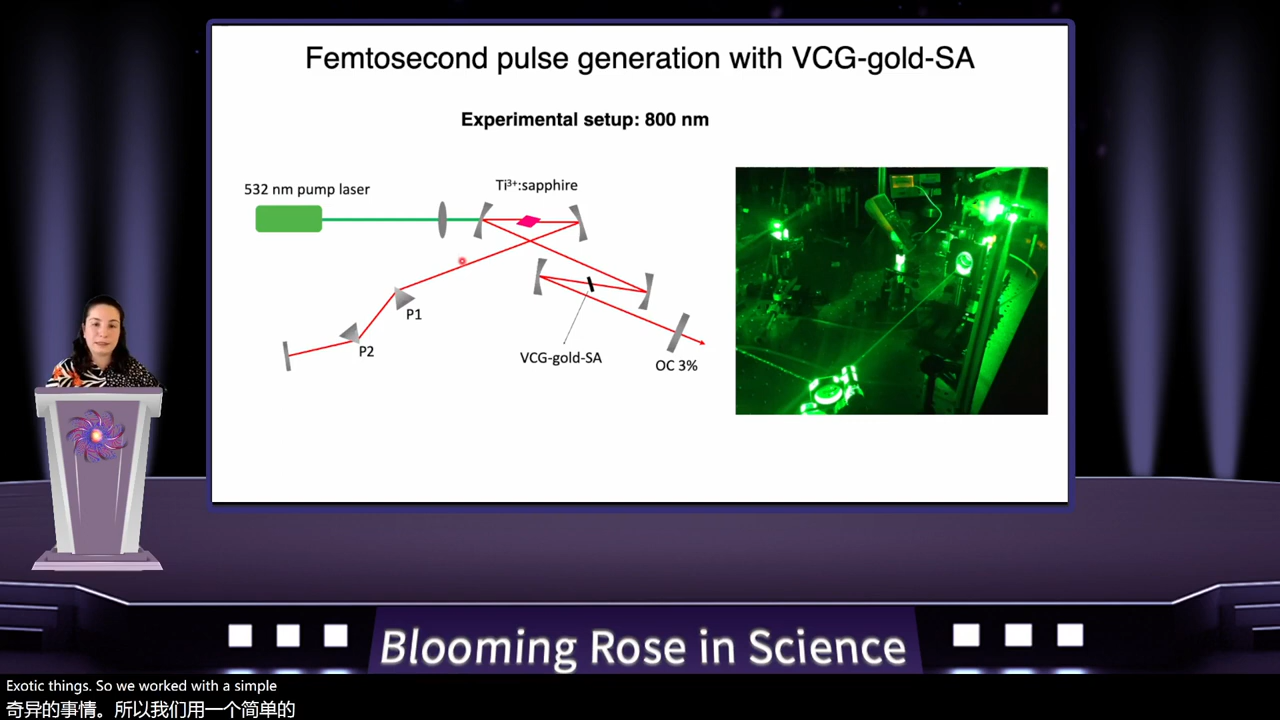 Femtosecond pulse generation with VCG-gold-SA
Experimental setup: 800 nm
532 nm pump laser
Ti³⁺:sapphire
P1
P2
VCG-gold-SA
OC 3%
Blooming Rose in Science
Exotic things. So we worked with a simple
奇异的事情。所以我们用一个简单的